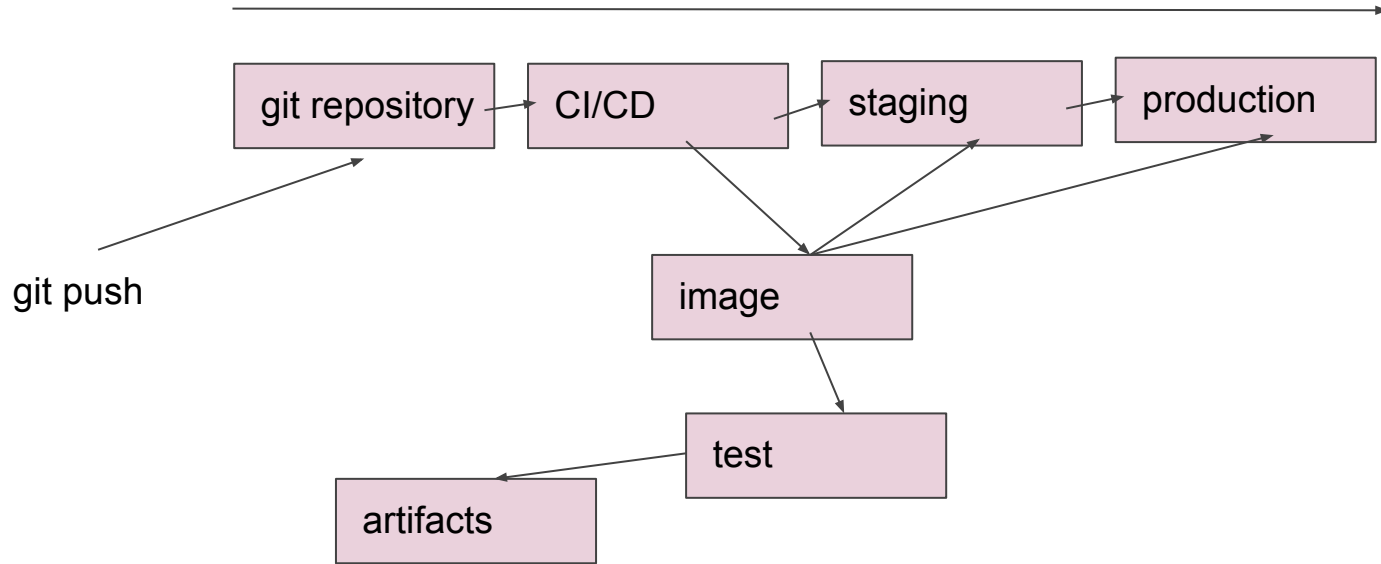 git repository
CI/CD
staging
production
git push
image
test
artifacts